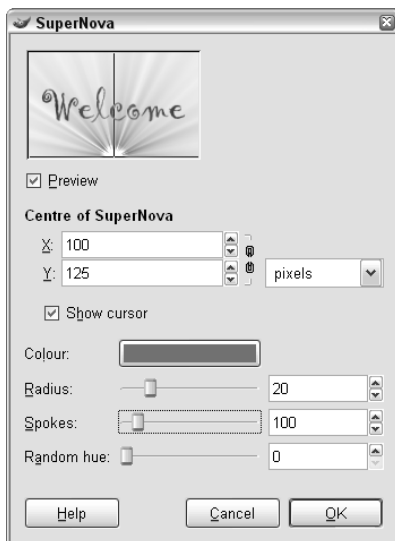 SuperNova
Welcome
Preview
Centre of SuperNova
X: 100
Y: 125 pixels
Show cursor
Colour:
Radius: 20
Spokes: 100
Random hue: 0
Help Cancel OK